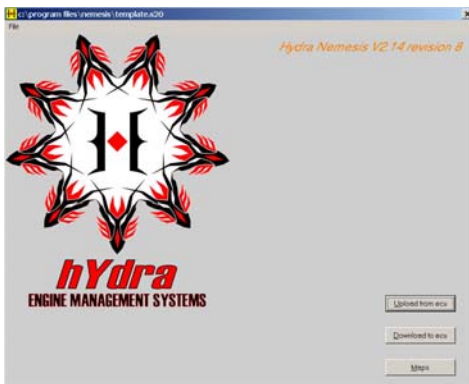 c:\program files\nemesis\template.s20
File
Hydra Nemesis V2.14 revision 8
hYdra
ENGINE MANAGEMENT SYSTEMS
Upload from ecu
Download to ecu
Maps